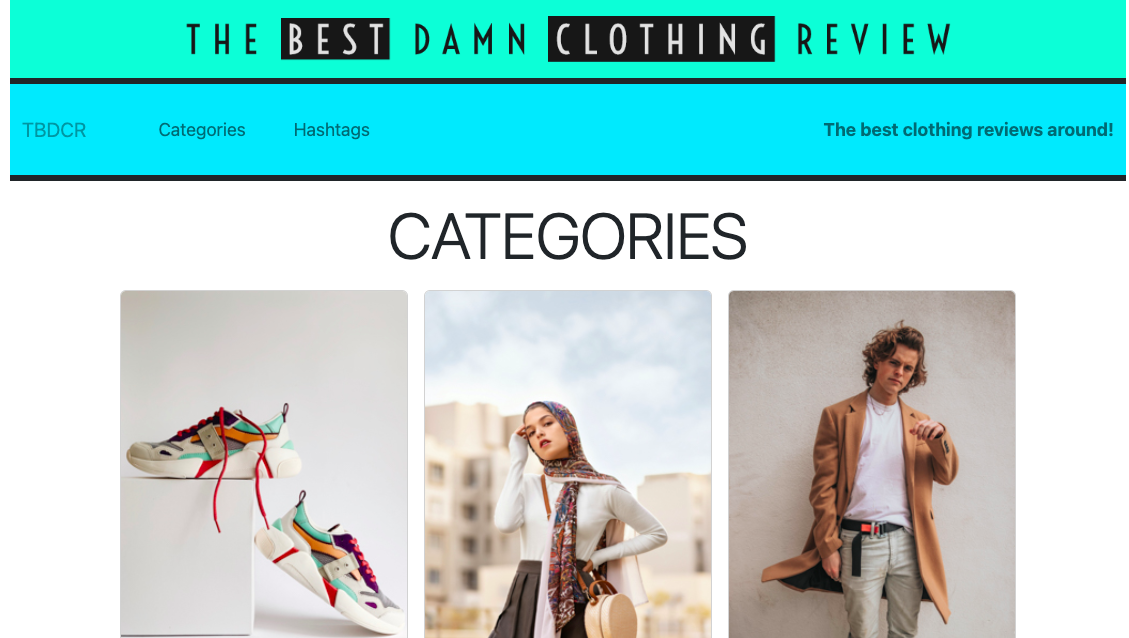 THE BEST DAMN CLOTHING REVIEW
TBDCR Categories Hashtags The best clothing reviews around!
CATEGORIES